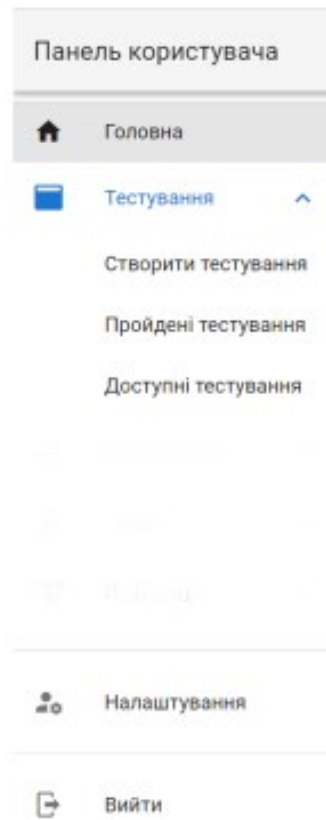 Панель користувача
Головна
Тестування
Створити тестування
Пройдені тестування
Доступні тестування
Налаштування
Вийти